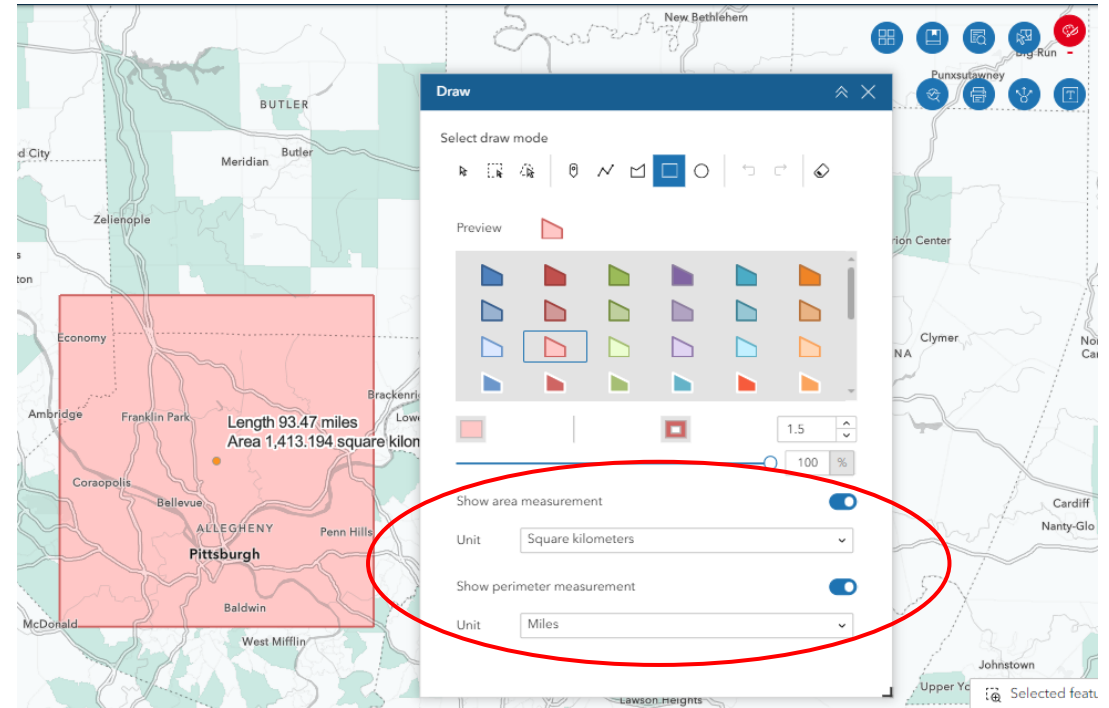 New Bethlehem
Big Run
Punxsutawney
BUTLER
Butler
Meridian
d City
Zelienople
s
ton
Economy
Ambridge
Franklin Park
Brackenri
Lowe
Length 93.47 miles
Area 1,413.194 square kilon
Coraopolis
Bellevue
ALLEGHENY
Penn Hills
Pittsburgh
Baldwin
McDonald
West Mifflin
Draw
Select draw mode
Preview
1.5
100 %
Show area measurement
Unit Square kilometers
Show perimeter measurement
Unit Miles
rion Center
Clymer
NA
Nor
Car
Cardiff
Nanty-Glo
Johnstown
Upper Yo
Selected featu
Lawson Heights
T